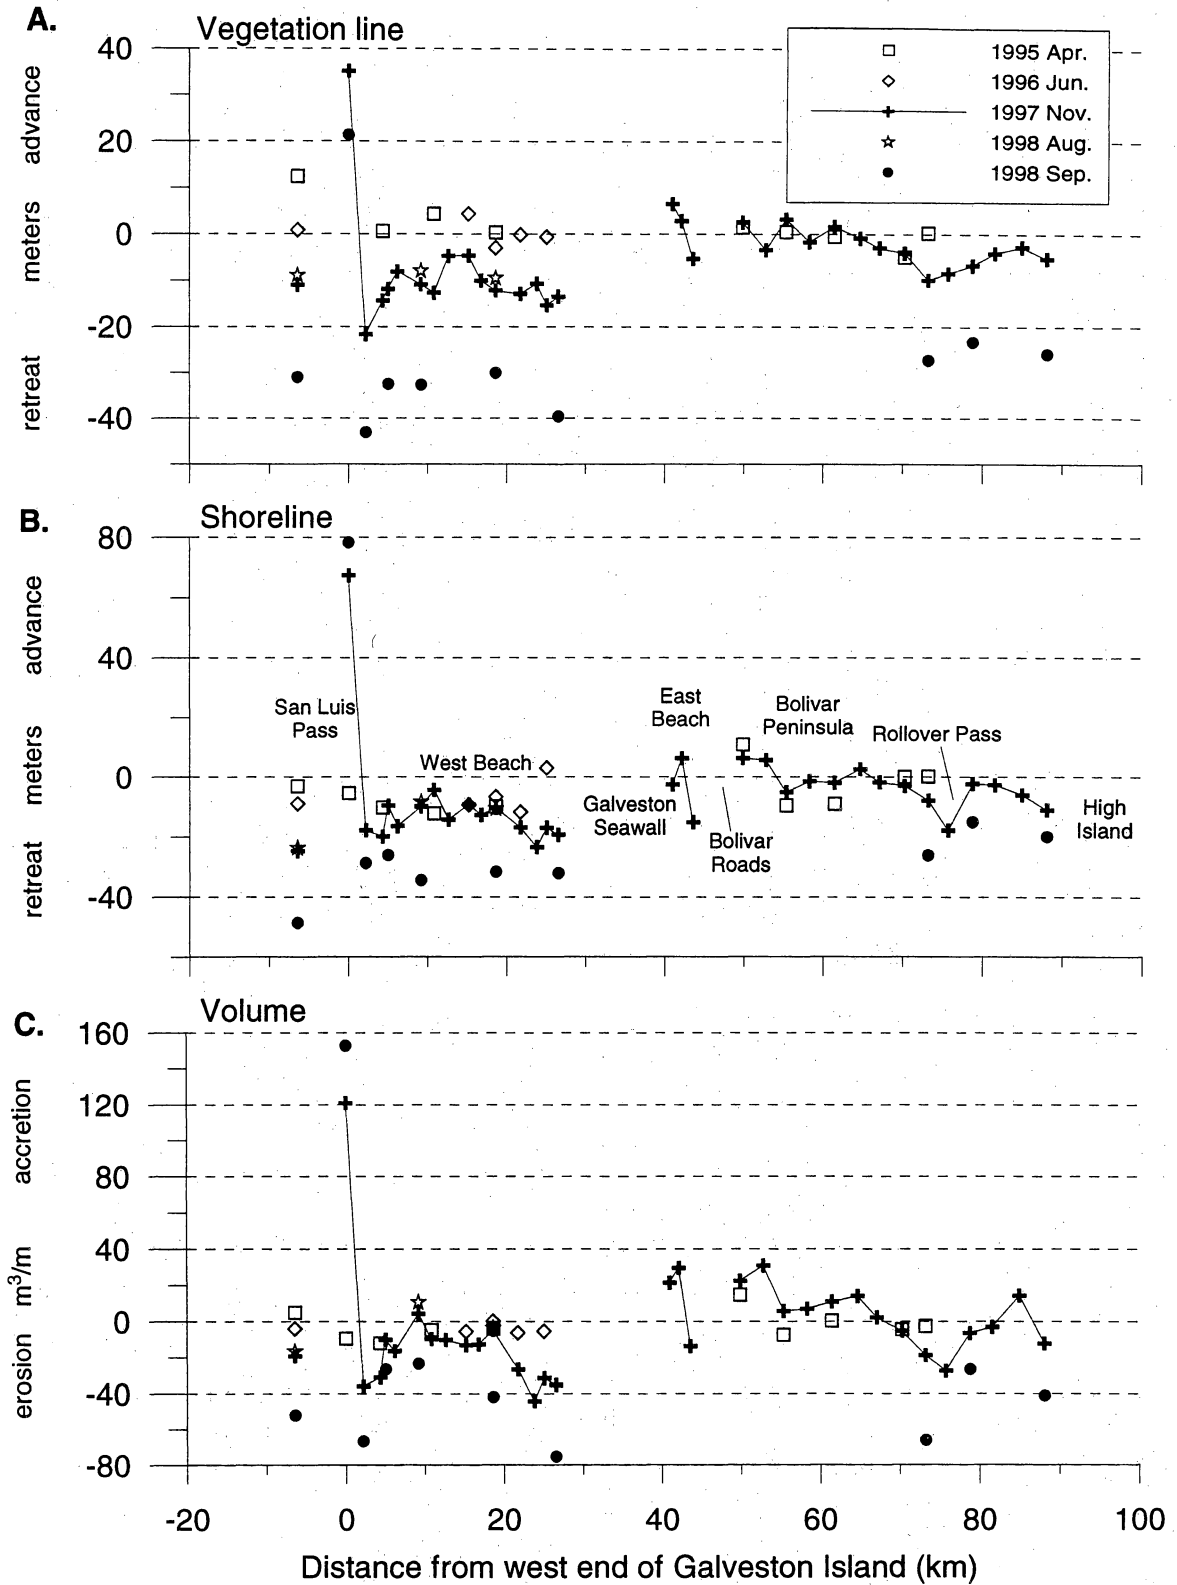 A.
Vegetation line
40
20
0
-20
-40
retreat meters advance
1995 Apr.
1996 Jun.
1997 Nov.
1998 Aug.
1998 Sep.
B.
Shoreline
80
40
0
-40
retreat meters advance
San Luis
Pass
West Beach
Galveston
Seawall
East
Beach
Bolivar
Roads
Bolivar
Peninsula
Rollover Pass
High
Island
C.
Volume
160
120
80
40
0
-40
-80
erosion m³/m accretion
-20 0 20 40 60 80 100
Distance from west end of Galveston Island (km)